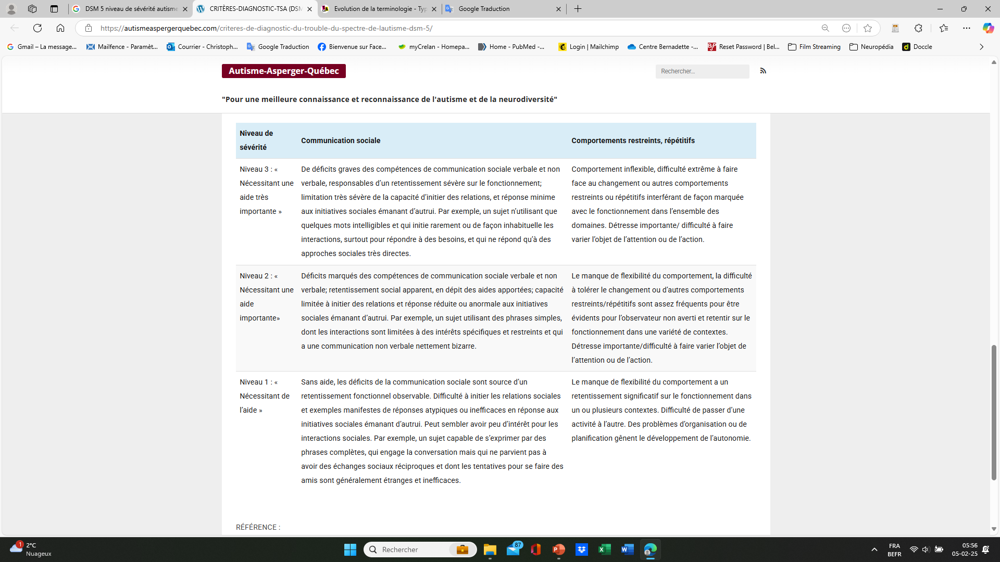 DSM 5 niveau de sévérité autisme
CRITÈRES-DIAGNOSTIC-TSA (DSM
Evolution de la terminologie - Typ
Google Traduction
https://autismeaspergerquebec.com/criteres-de-diagnostic-du-trouble-du-spectre-de-lautisme-dsm-5/
Gmail – La message...
Mailfence - Paramèt...
Courrier - Christoph...
Google Traduction
Bienvenue sur Face...
myCrelan - Homepa...
Home - PubMed -...
Login | Mailchimp
Centre Bernadette -...
Reset Password | Bel...
Film Streaming
Neuropédia
Doccle
Autisme-Asperger-Québec
Rechercher...
"Pour une meilleure connaissance et reconnaissance de l'autisme et de la neurodiversité"
Niveau de
sévérité
Communication sociale
Comportements restreints, répétitifs
Niveau 3 : «
Nécessitant une
aide très
importante »
De déficits graves des compétences de communication sociale verbale et non
verbale, responsables d’un retentissement sévère sur le fonctionnement;
limitation très sévère de la capacité d’initier des relations, et réponse minime
aux initiatives sociales émanant d’autrui. Par exemple, un sujet n’utilisant que
quelques mots intelligibles et qui initie rarement ou de façon inhabituelle les
interactions, surtout pour répondre à des besoins, et qui ne répond qu’à des
approches sociales très directes.
Comportement inflexible, difficulté extrême à faire
face au changement ou autres comportements
restreints ou répétitifs interférant de façon marquée
avec le fonctionnement dans l’ensemble des
domaines. Détresse importante/ difficulté à faire
varier l’objet de l’attention ou de l’action.
Niveau 2 : «
Nécessitant une
aide
importante»
Déficits marqués des compétences de communication sociale verbale et non
verbale; retentissement social apparent, en dépit des aides apportées; capacité
limitée à initier des relations et réponse réduite ou anormale aux initiatives
sociales émanant d’autrui. Par exemple, un sujet utilisant des phrases simples,
dont les interactions sont limitées à des intérêts spécifiques et restreints et qui
a une communication non verbale nettement bizarre.
Le manque de flexibilité du comportement, la difficulté
à tolérer le changement ou d’autres comportements
restreints/répétitifs sont assez fréquents pour être
évidents pour l’observateur non averti et retentir sur le
fonctionnement dans une variété de contextes.
Détresse importante/difficulté à faire varier l’objet de
l’attention ou de l’action.
Niveau 1 : «
Nécessitant de
l’aide »
Sans aide, les déficits de la communication sociale sont source d’un
retentissement fonctionnel observable. Difficulté à initier les relations sociales
et exemples manifestes de réponses atypiques ou inefficaces en réponse aux
initiatives sociales émanant d’autrui. Peut sembler avoir peu d’intérêt pour les
interactions sociales. Par exemple, un sujet capable de s’exprimer par des
phrases complètes, qui engage la conversation mais qui ne parvient pas à
avoir des échanges sociaux réciproques et dont les tentatives pour se faire des
amis sont généralement étranges et inefficaces.
Le manque de flexibilité du comportement a un
retentissement significatif sur le fonctionnement dans
un ou plusieurs contextes. Difficulté de passer d’une
activité à l’autre. Des problèmes d’organisation ou de
planification gênent le développement de l’autonomie.
RÉFÉRENCE :
1
2°C
Nuageux
Rechercher
87
FRA
BEFR
05:56
05-02-25